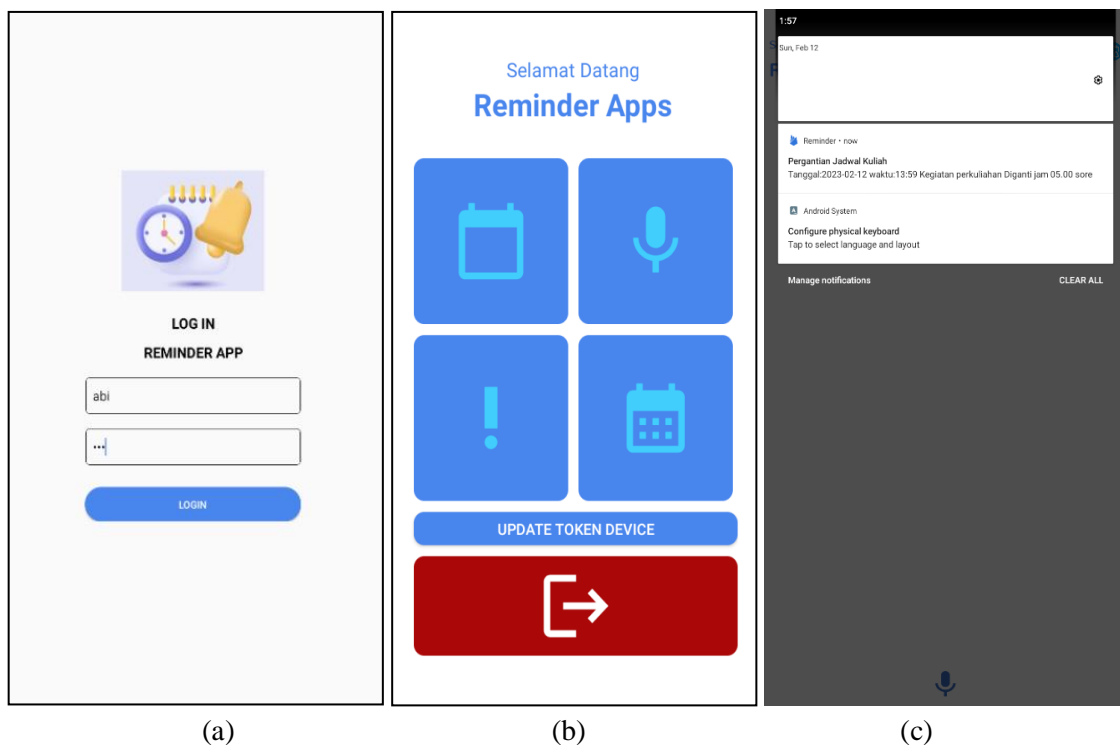 LOG IN
REMINDER APP
abi
•••
LOGIN
(a)
Selamat Datang
Reminder Apps
UPDATE TOKEN DEVICE
(b)
1:57
Sun, Feb 12
Reminder • now
Pergantian Jadwal Kuliah
Tanggal:2023-02-12 waktu:13:59 Kegiatan perkuliahan Diganti jam 05.00 sore
Android System
Configure physical keyboard
Tap to select language and layout
Manage notifications
CLEAR ALL
(c)